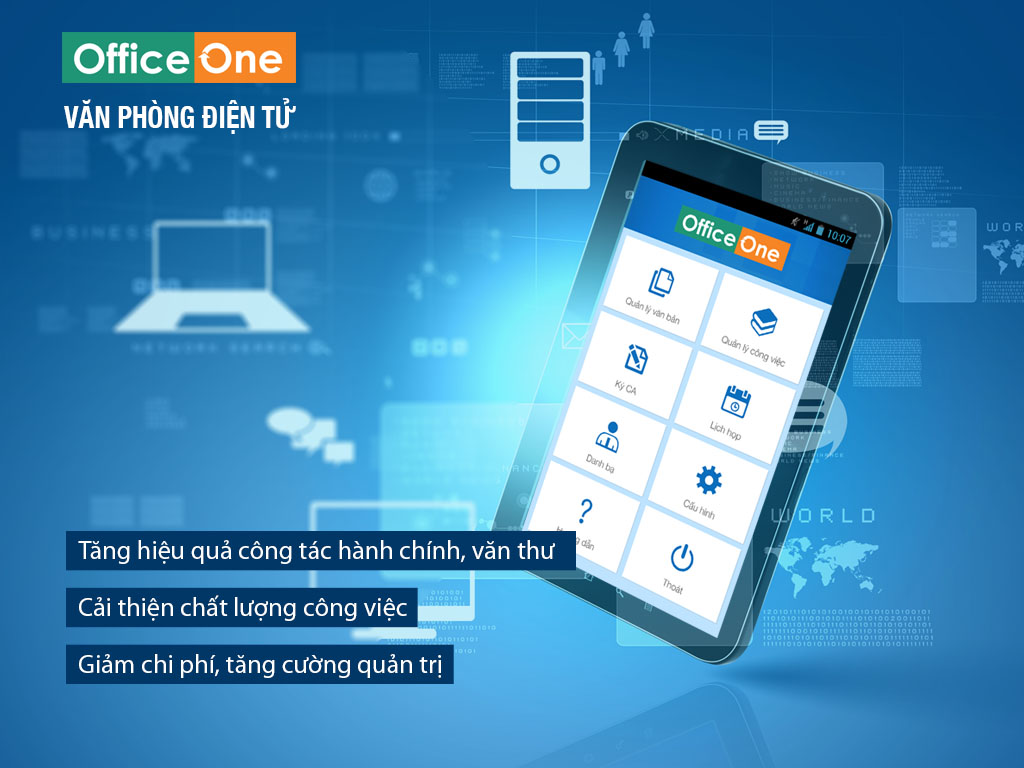 Office One
VĂN PHÒNG ĐIỆN TỬ
X MEDIA
10:07
Office One
Quản lý văn bản
Quản lý công việc
Ký CA
Lịch họp
Danh bạ
Cấu hình
dẫn
Thoát
BUSINESS
NETWORK SEARCH
WORLD
Tăng hiệu quả công tác hành chính, văn thư
Cải thiện chất lượng công việc
Giảm chi phí, tăng cường quản trị